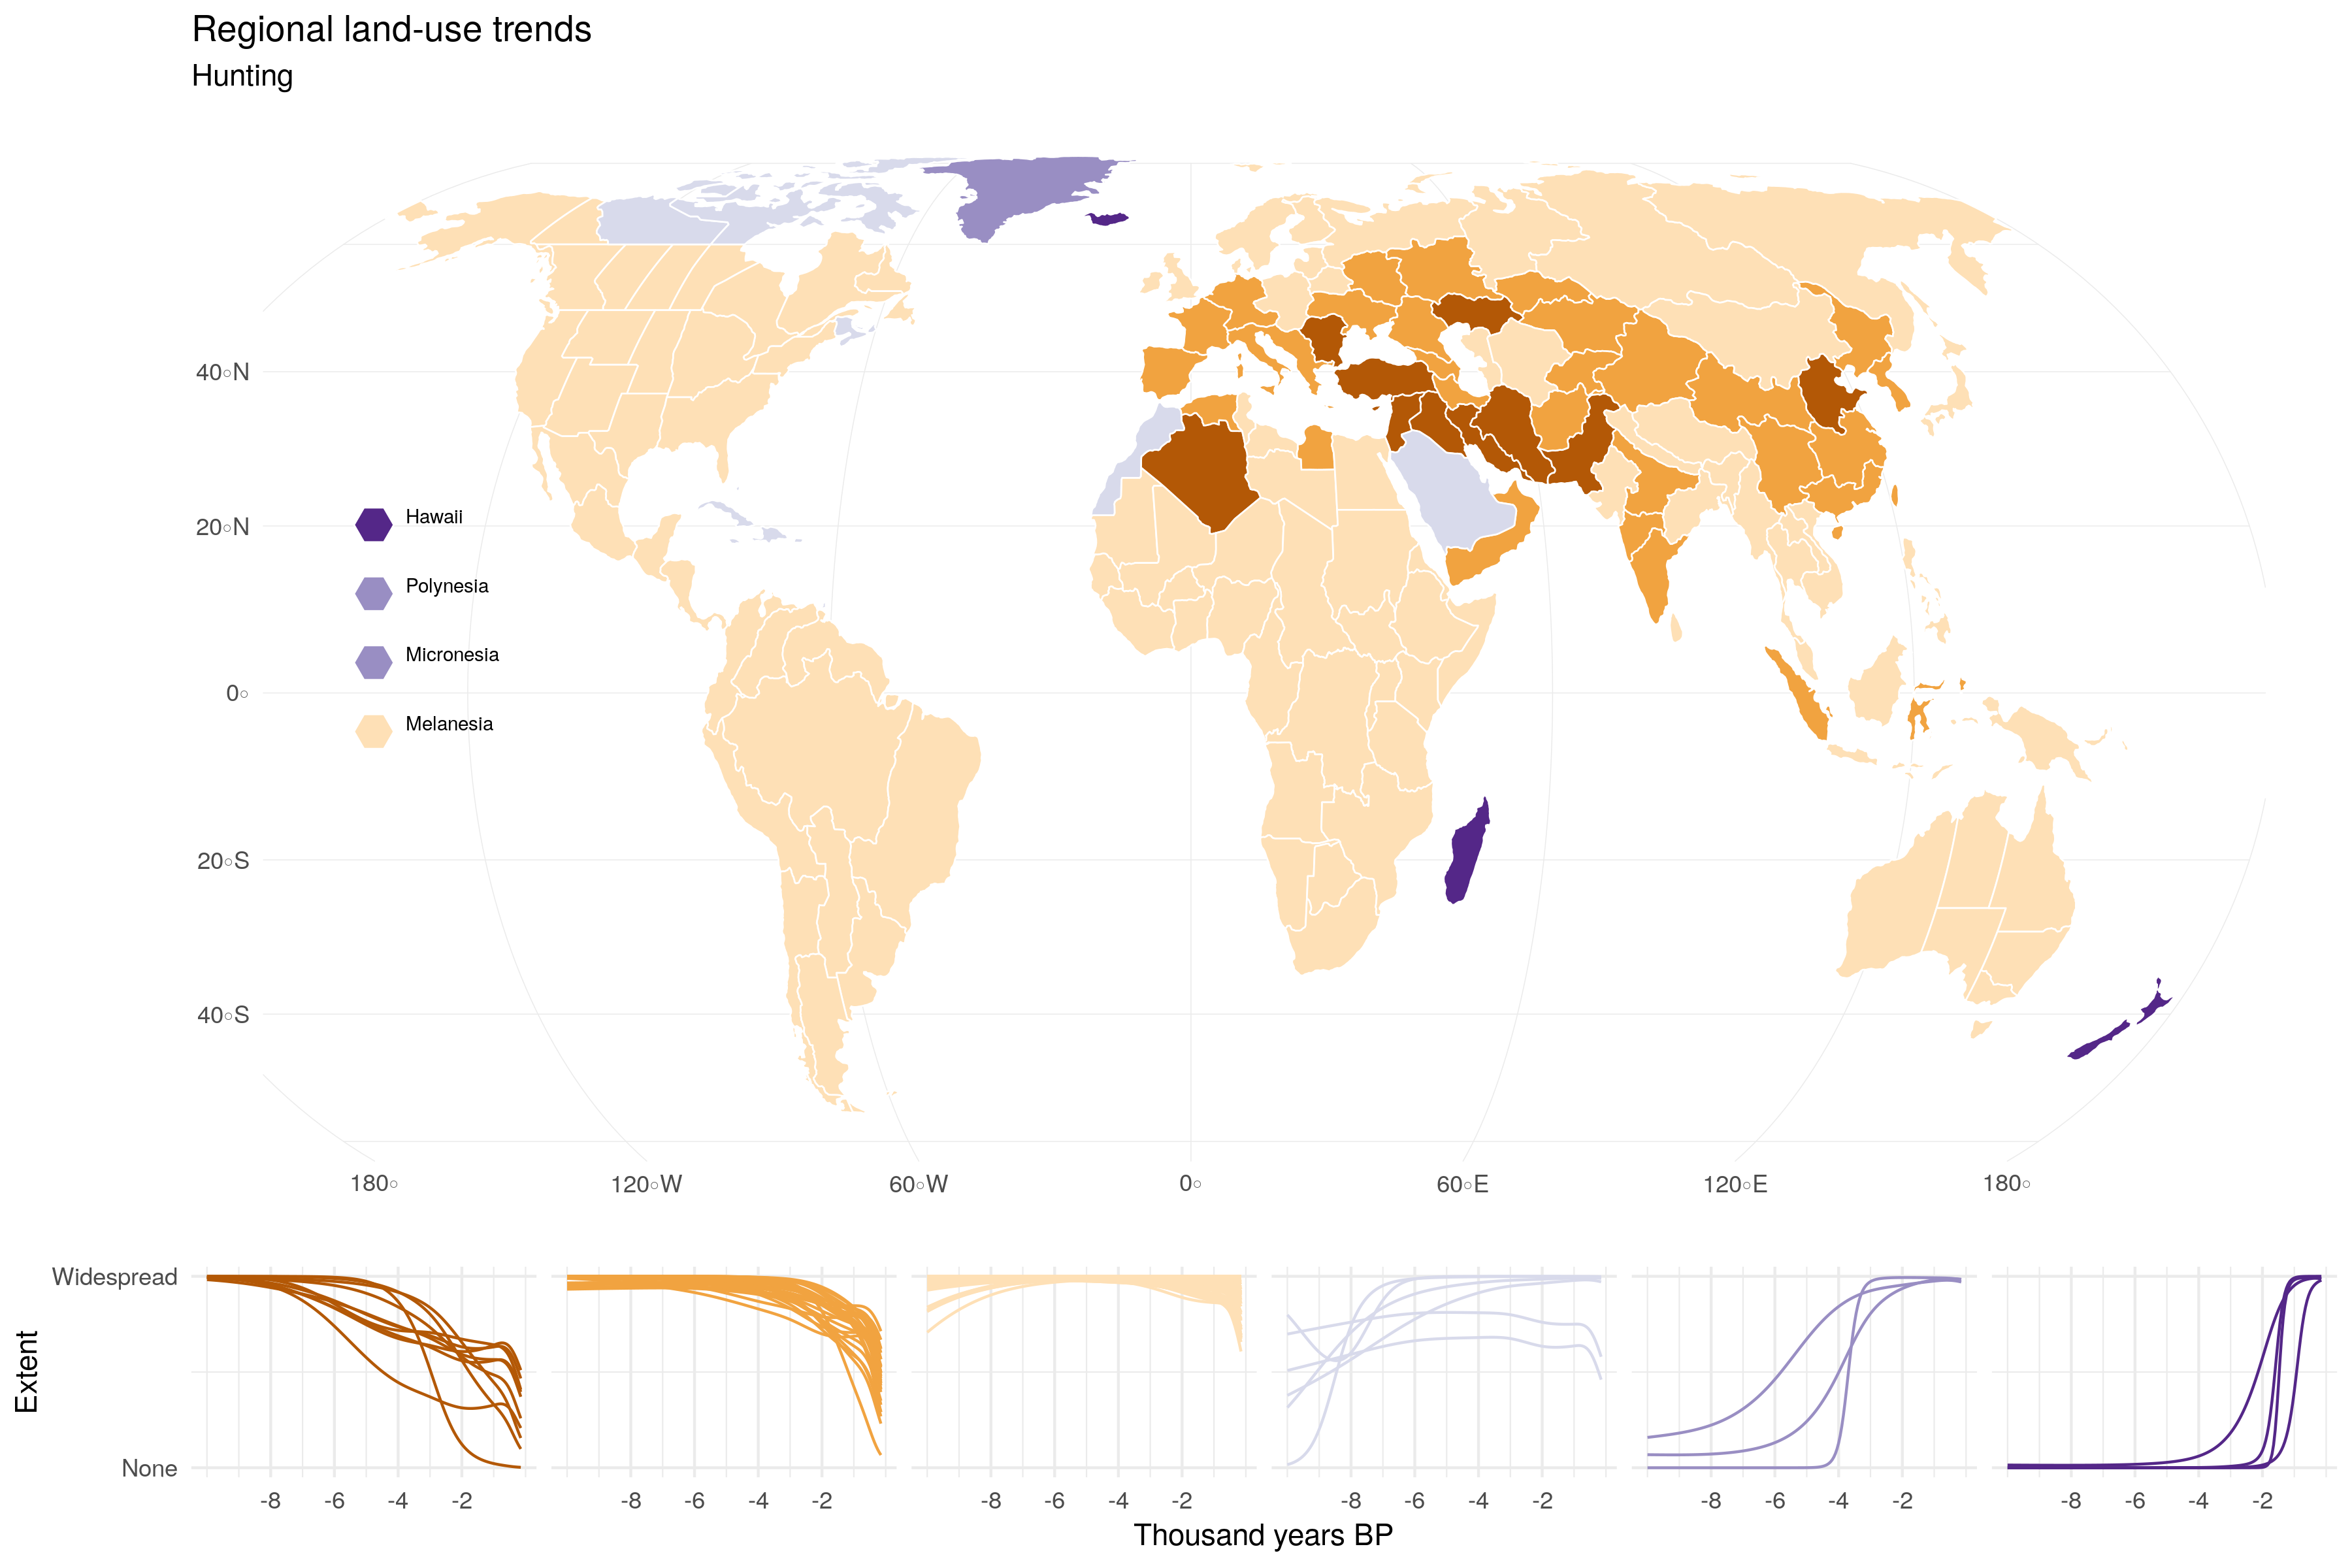 Regional land-use trends
Hunting
40◦N
20◦N
0◦
20◦S
40◦S
Hawaii
Polynesia
Micronesia
Melanesia
180◦ 120◦W 60◦W 0◦ 60◦E 120◦E 180◦
Extent
Widespread
None
-8 -6 -4 -2 -8 -6 -4 -2 -8 -6 -4 -2 -8 -6 -4 -2 -8 -6 -4 -2 -8 -6 -4 -2
Thousand years BP